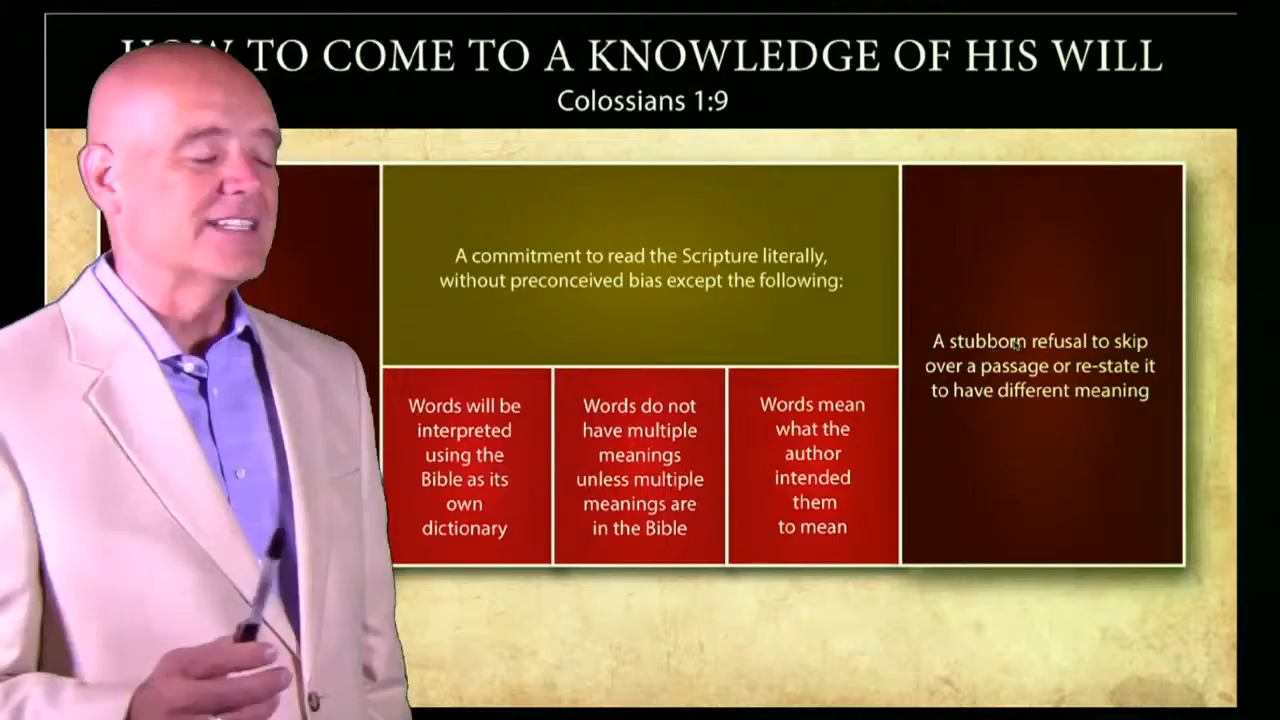 HOW TO COME TO A KNOWLEDGE OF HIS WILL
Colossians 1:9
A commitment to read the Scripture literally,
without preconceived bias except the following:
Words will be
interpreted
using the
Bible as its
own
dictionary
Words do not
have multiple
meanings
unless multiple
meanings are
in the Bible
Words mean
what the
author
intended
them
to mean
A stubborn refusal to skip
over a passage or re-state it
to have different meaning